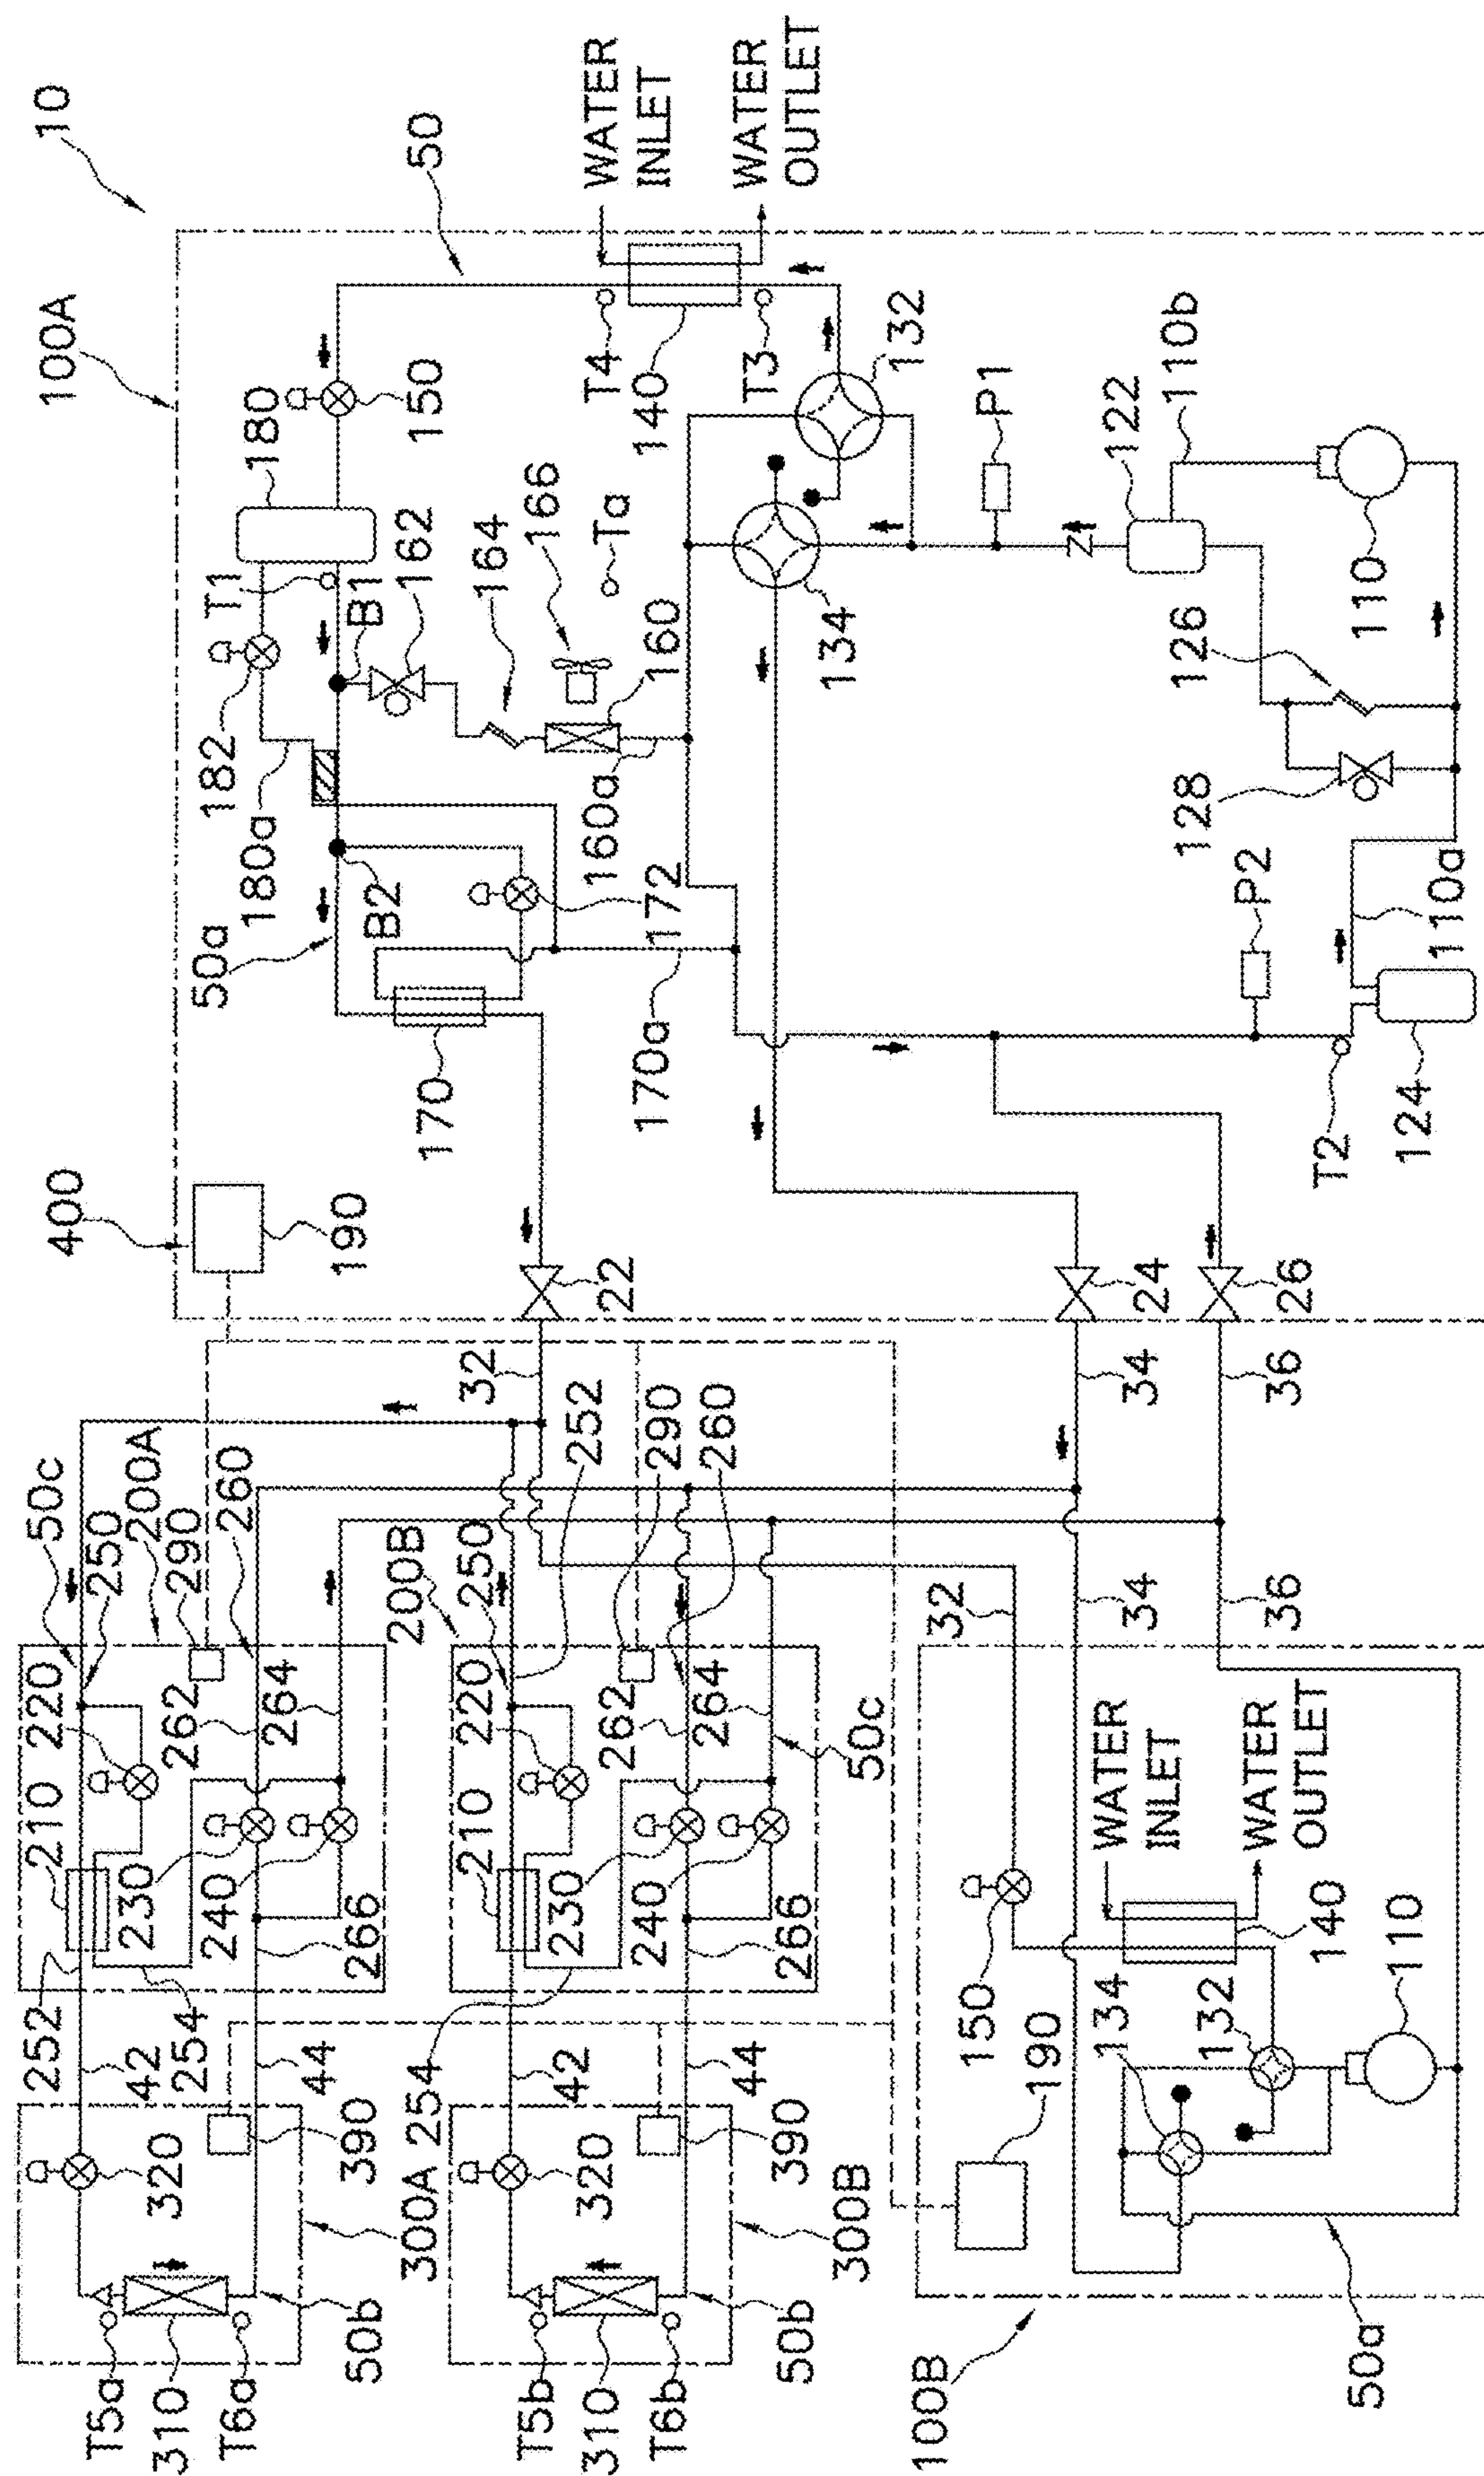 10
100A
50
WATER
INLET
WATER
OUTLET
T4
140
T3
132
150
180
T1
B1
162
164
166
Ta
182
180a
160
160a
134
P1
122
110b
110
126
128
P2
110a
50a
B2
172
170
170a
T2
124
400
190
22
24
26
32
34
36
50c
250
200A
290
260
220
210
262
264
230
240
266
252
254
42
44
200B
250
252
290
260
220
210
262
264
50c
230
240
266
254
42
44
320
390
300A
T5a
310
T6a
50b
320
390
300B
T5b
310
T6b
50b
32
34
36
WATER
INLET
WATER
OUTLET
150
140
190
134
132
110
100B
50a